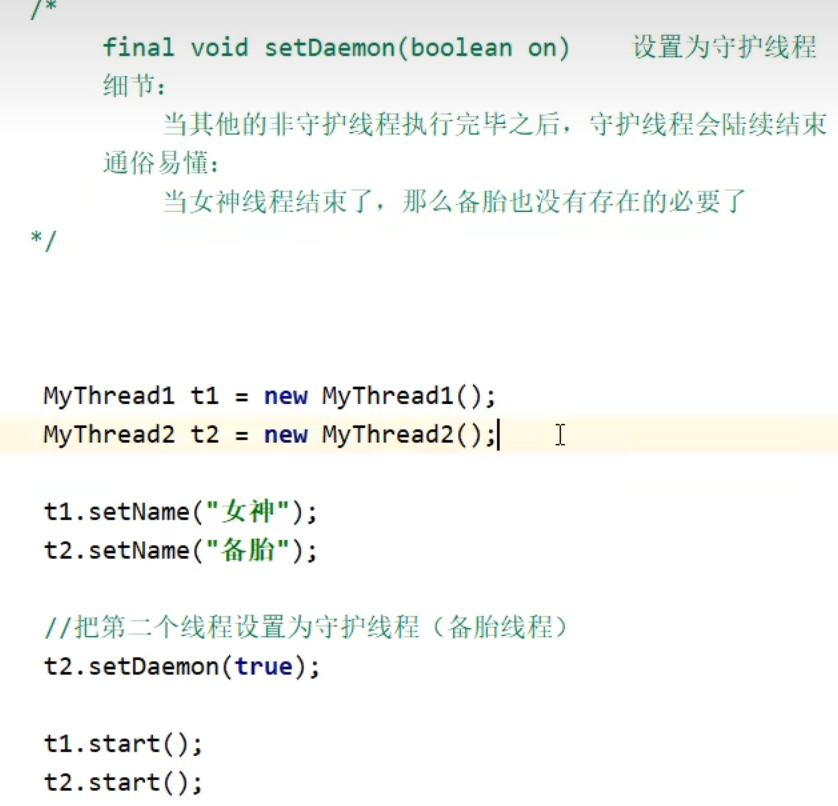 /*
final void setDaemon(boolean on)    设置为守护线程
细节：
当其他的非守护线程执行完毕之后，守护线程会陆续结束
通俗易懂：
当女神线程结束了，那么备胎也没有存在的必要了
*/
MyThread1 t1 = new MyThread1();
MyThread2 t2 = new MyThread2();
t1.setName("女神");
t2.setName("备胎");
//把第二个线程设置为守护线程（备胎线程）
t2.setDaemon(true);
t1.start();
t2.start();